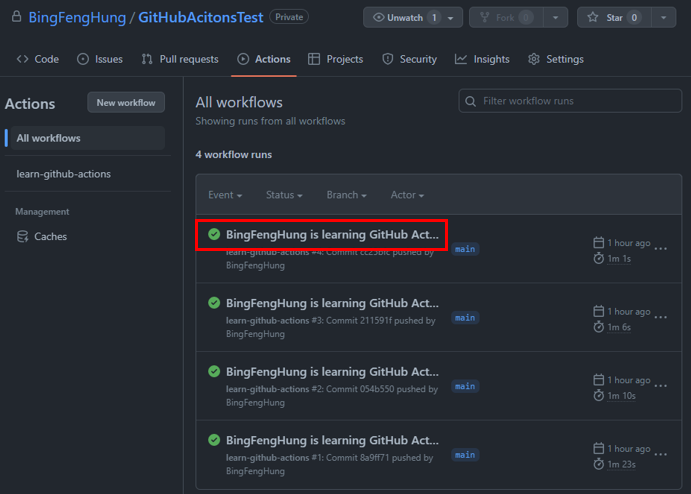 BingFengHung / GitHubAcitonsTest Private
Unwatch 1 Fork 0 Star 0
Code Issues Pull requests Actions Projects Security Insights Settings
Actions New workflow
All workflows
learn-github-actions
Management
Caches
All workflows
Showing runs from all workflows
Filter workflow runs
4 workflow runs
Event Status Branch Actor
BingFengHung is learning GitHub Act...
learn-github-actions #4: Commit cc25bfc pushed by
BingFengHung
main
1 hour ago
1m 1s
BingFengHung is learning GitHub Act...
learn-github-actions #3: Commit 211591f pushed by
BingFengHung
main
1 hour ago
1m 6s
BingFengHung is learning GitHub Act...
learn-github-actions #2: Commit 054b550 pushed by
BingFengHung
main
1 hour ago
1m 10s
BingFengHung is learning GitHub Act...
learn-github-actions #1: Commit 8a9ff71 pushed by
BingFengHung
main
1 hour ago
1m 23s